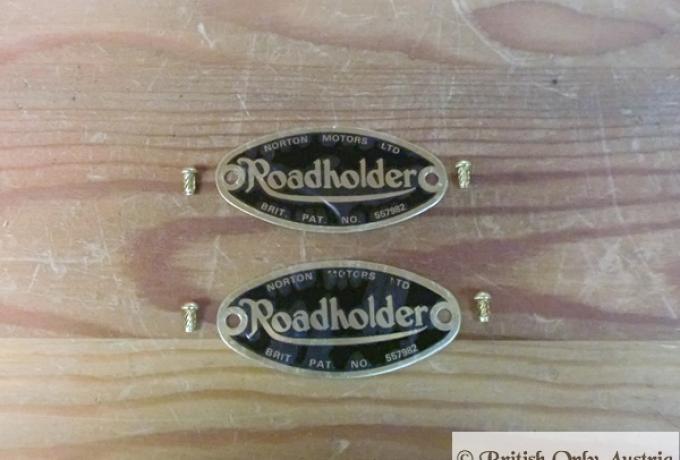 NORTON MOTORS LTD
Roadholder
BRIT. PAT. NO. 557982
NORTON MOTORS LTD
Roadholder
BRIT PAT. NO. 557982
© British Only Austria